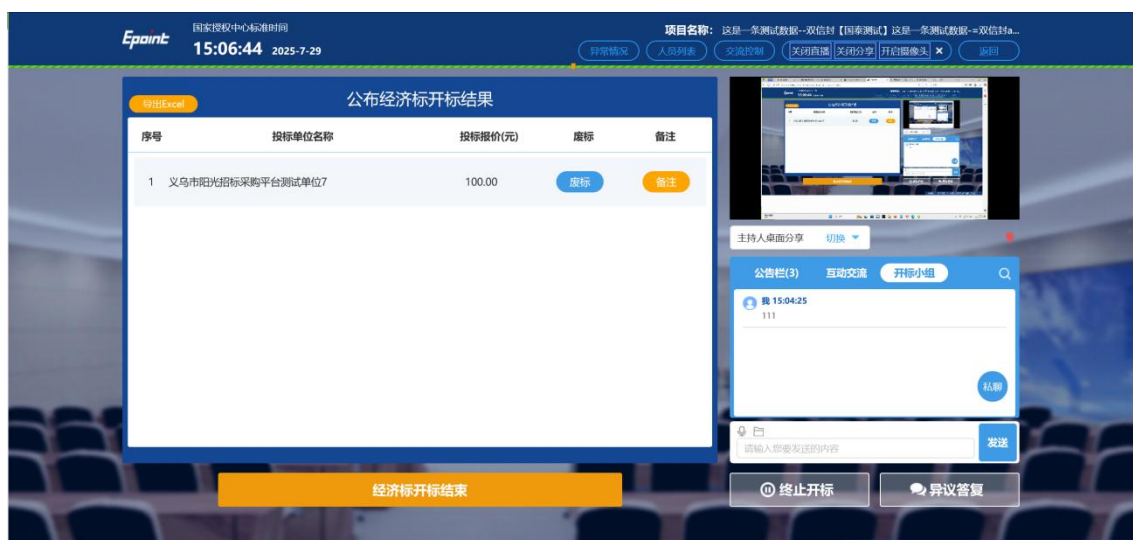 Epoint
国家授权中心标准时间
15:06:44 2025-7-29
项目名称： 这是一条测试数据--双信封【国泰测试】这是一条测试数据-=双信封a...
异常情况 人员列表 交流控制 关闭直播 关闭分享 开启摄像头 × 返回
导出Excel
公布经济标开标结果
序号 投标单位名称 投标报价(元) 废标 备注
1 义乌市阳光招标采购平台测试单位7 100.00 废标 备注
主持人桌面分享 切换
公告栏(3) 互动交流 开标小组
我 15:04:25
111
私聊
请输入您要发送的内容
发送
经济标开标结束
终止开标
异议答复